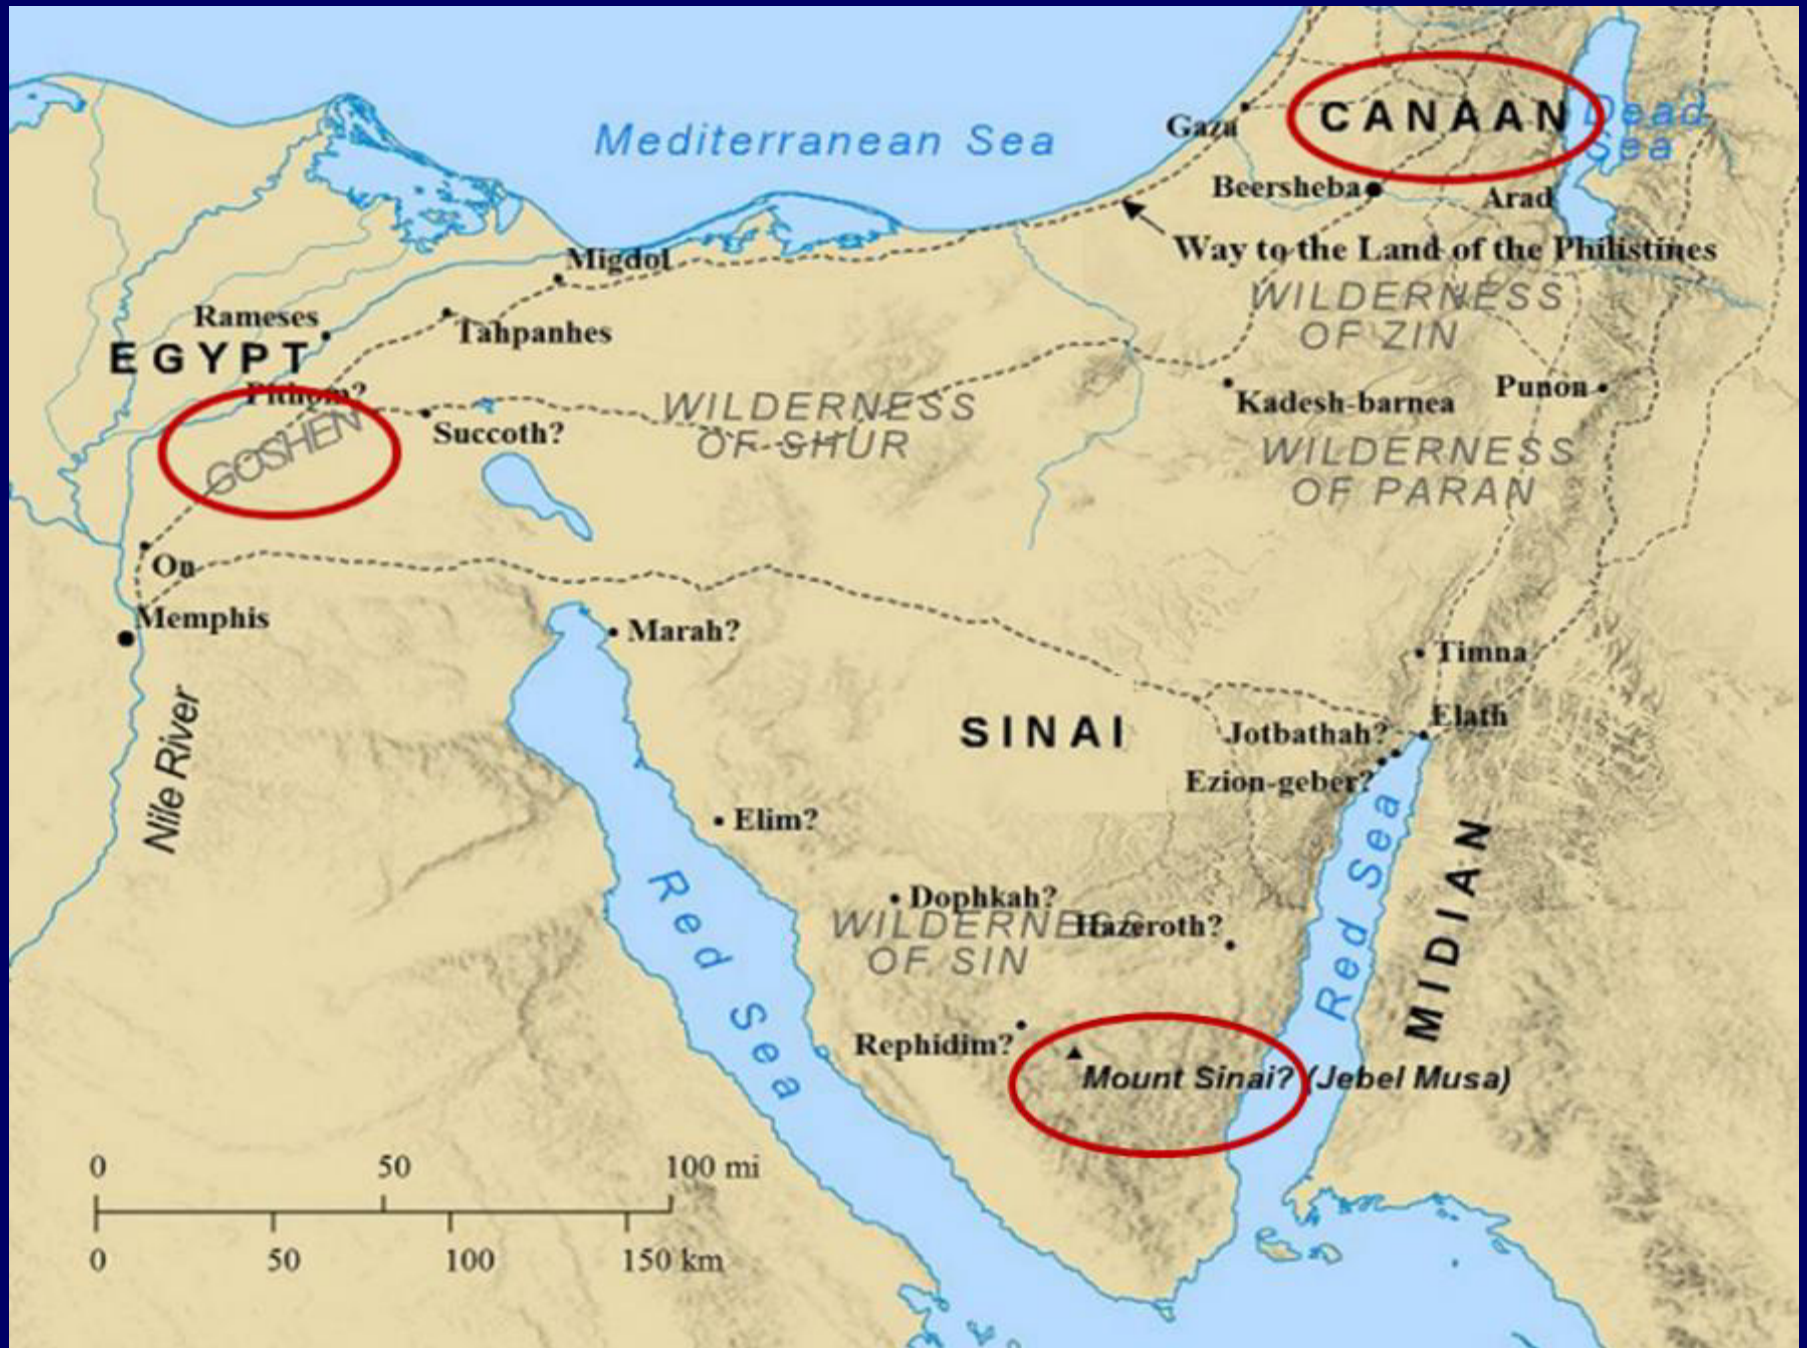 CANAAN
Dead
Sea
Gaza
Mediterranean Sea
Beersheba
Arad
Way to the Land of the Philistines
Migdol
WILDERNESS
OF ZIN
Rameses
Tahpanhes
EGYPT
Pithom?
Kadesh-barnea
Punon
WILDERNESS
OF SHUR
Succoth?
GOSHEN
WILDERNESS
OF PARAN
On
Memphis
Marah?
Timna
Nile River
SINAI
Elath
Jotbathah?
Ezion-geber?
Elim?
Red Sea
Red Sea
MIDIAN
Dophkah?
WILDERNESS
OF SIN
Hazeroth?
Rephidim?
Mount Sinai? (Jebel Musa)
0 50 100 mi
0 50 100 150 km